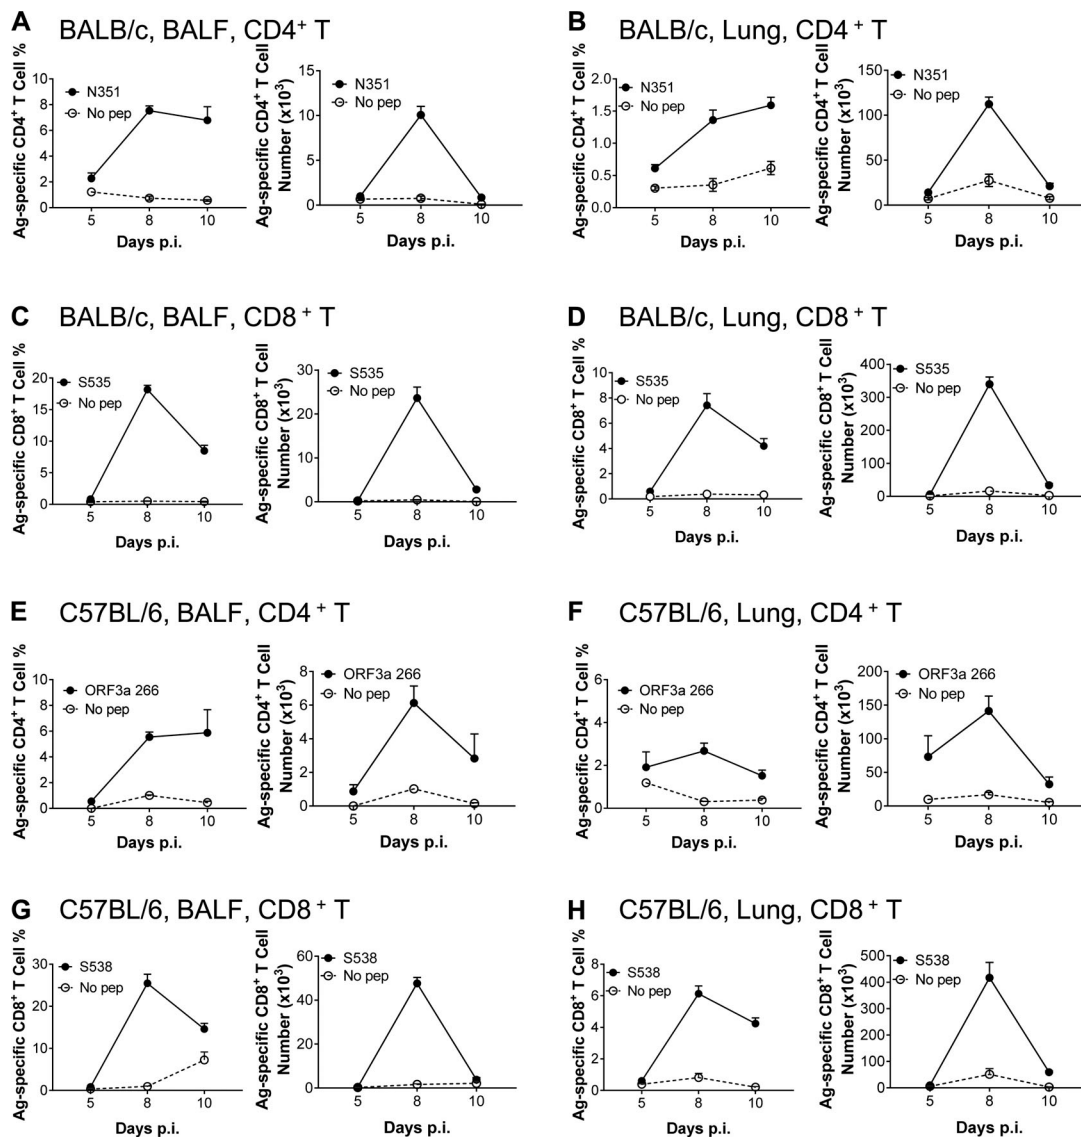 A BALB/c, BALF, CD4+ T
Ag-specific CD4+ T Cell %
10
8
6
4
2
0
N351
No pep
5 8 10
Days p.i.
Ag-specific CD4+ T Cell
Number (x10³)
15
10
5
0
N351
No pep
5 8 10
Days p.i.
B BALB/c, Lung, CD4+ T
Ag-specific CD4+ T Cell %
2.0
1.5
1.0
0.5
0.0
N351
No pep
5 8 10
Days p.i.
Ag-specific CD4+ T Cell
Number (x10³)
150
100
50
0
N351
No pep
5 8 10
Days p.i.
C BALB/c, BALF, CD8+ T
Ag-specific CD8+ T Cell %
20
15
10
5
0
S535
No pep
5 8 10
Days p.i.
Ag-specific CD8+ T Cell
Number (x10³)
30
20
10
0
S535
No pep
5 8 10
Days p.i.
D BALB/c, Lung, CD8+ T
Ag-specific CD8+ T Cell %
10
8
6
4
2
0
S535
No pep
5 8 10
Days p.i.
Ag-specific CD8+ T Cell
Number (x10³)
400
300
200
100
0
S535
No pep
5 8 10
Days p.i.
E C57BL/6, BALF, CD4+ T
Ag-specific CD4+ T Cell %
10
8
6
4
2
0
ORF3a 266
No pep
5 8 10
Days p.i.
Ag-specific CD4+ T Cell
Number (x10³)
8
6
4
2
0
ORF3a 266
No pep
5 8 10
Days p.i.
F C57BL/6, Lung, CD4+ T
Ag-specific CD4+ T Cell %
6
4
2
0
ORF3a 266
No pep
5 8 10
Days p.i.
Ag-specific CD4+ T Cell
Number (x10³)
200
150
100
50
0
ORF3a 266
No pep
5 8 10
Days p.i.
G C57BL/6, BALF, CD8+ T
Ag-specific CD8+ T Cell %
30
20
10
0
S538
No pep
5 8 10
Days p.i.
Ag-specific CD8+ T Cell
Number (x10³)
60
40
20
0
S538
No pep
5 8 10
Days p.i.
H C57BL/6, Lung, CD8+ T
Ag-specific CD8+ T Cell %
8
6
4
2
0
S538
No pep
5 8 10
Days p.i.
Ag-specific CD8+ T Cell
Number (x10³)
500
400
300
200
100
0
S538
No pep
5 8 10
Days p.i.